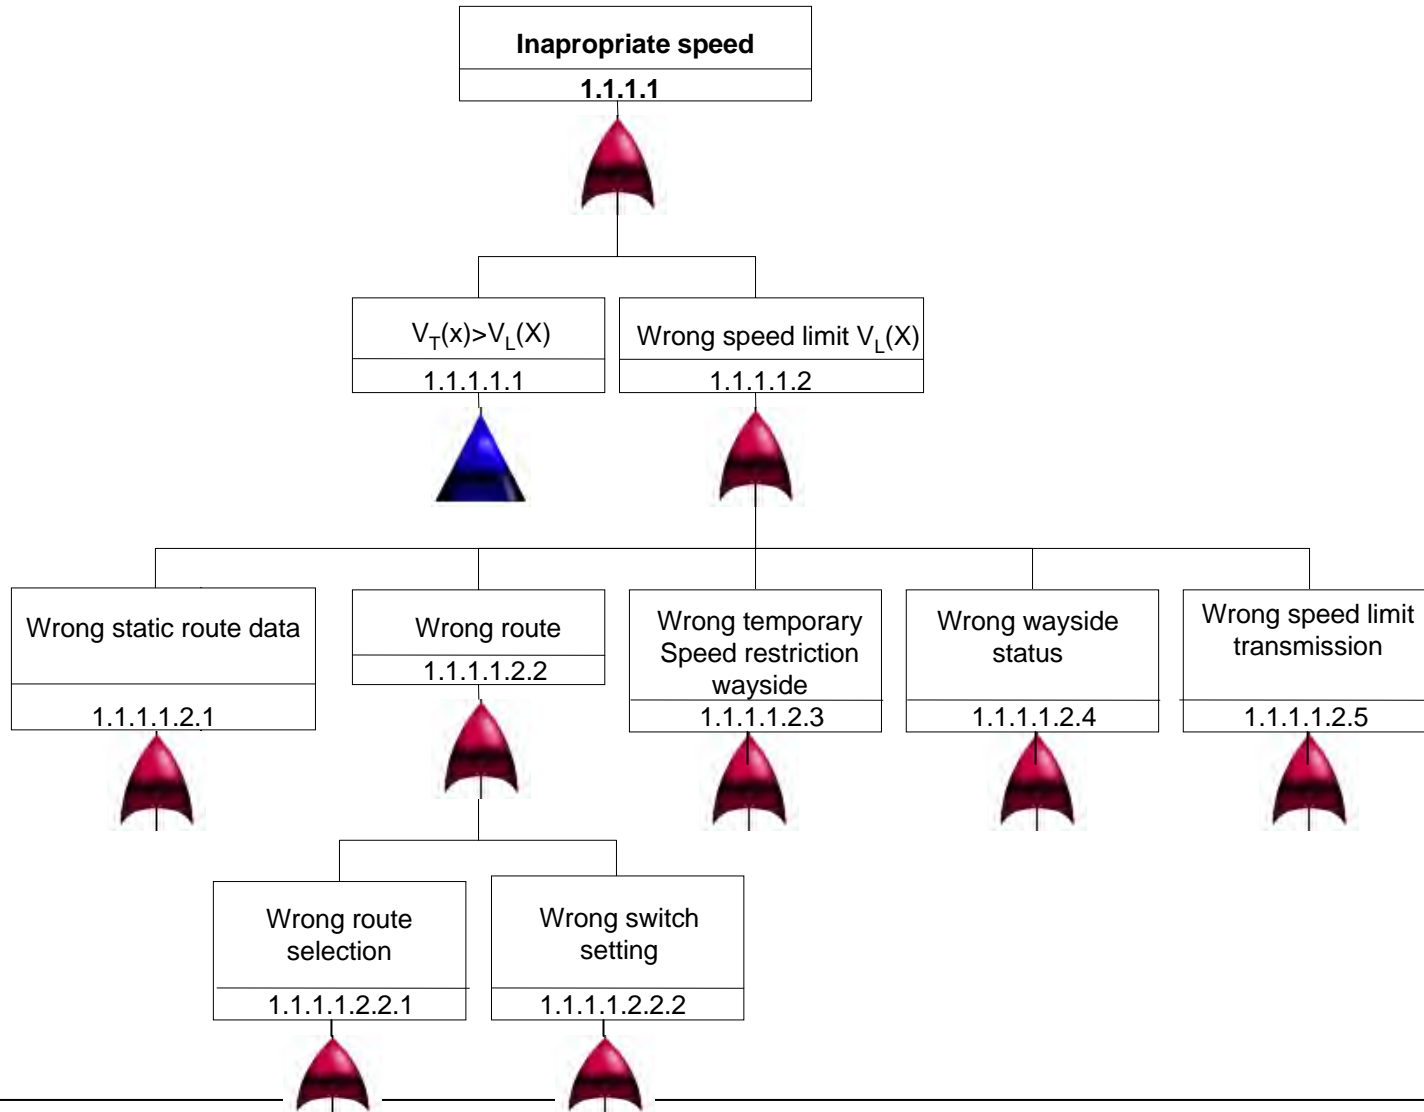 Inapropriate speed
1.1.1.1
V_T(x)>V_L(X)
1.1.1.1.1
Wrong speed limit V_L(X)
1.1.1.1.2
Wrong static route data
1.1.1.1.2.1
Wrong route
1.1.1.1.2.2
Wrong temporary
Speed restriction
wayside
1.1.1.1.2.3
Wrong wayside
status
1.1.1.1.2.4
Wrong speed limit
transmission
1.1.1.1.2.5
Wrong route
selection
1.1.1.1.2.2.1
Wrong switch
setting
1.1.1.1.2.2.2